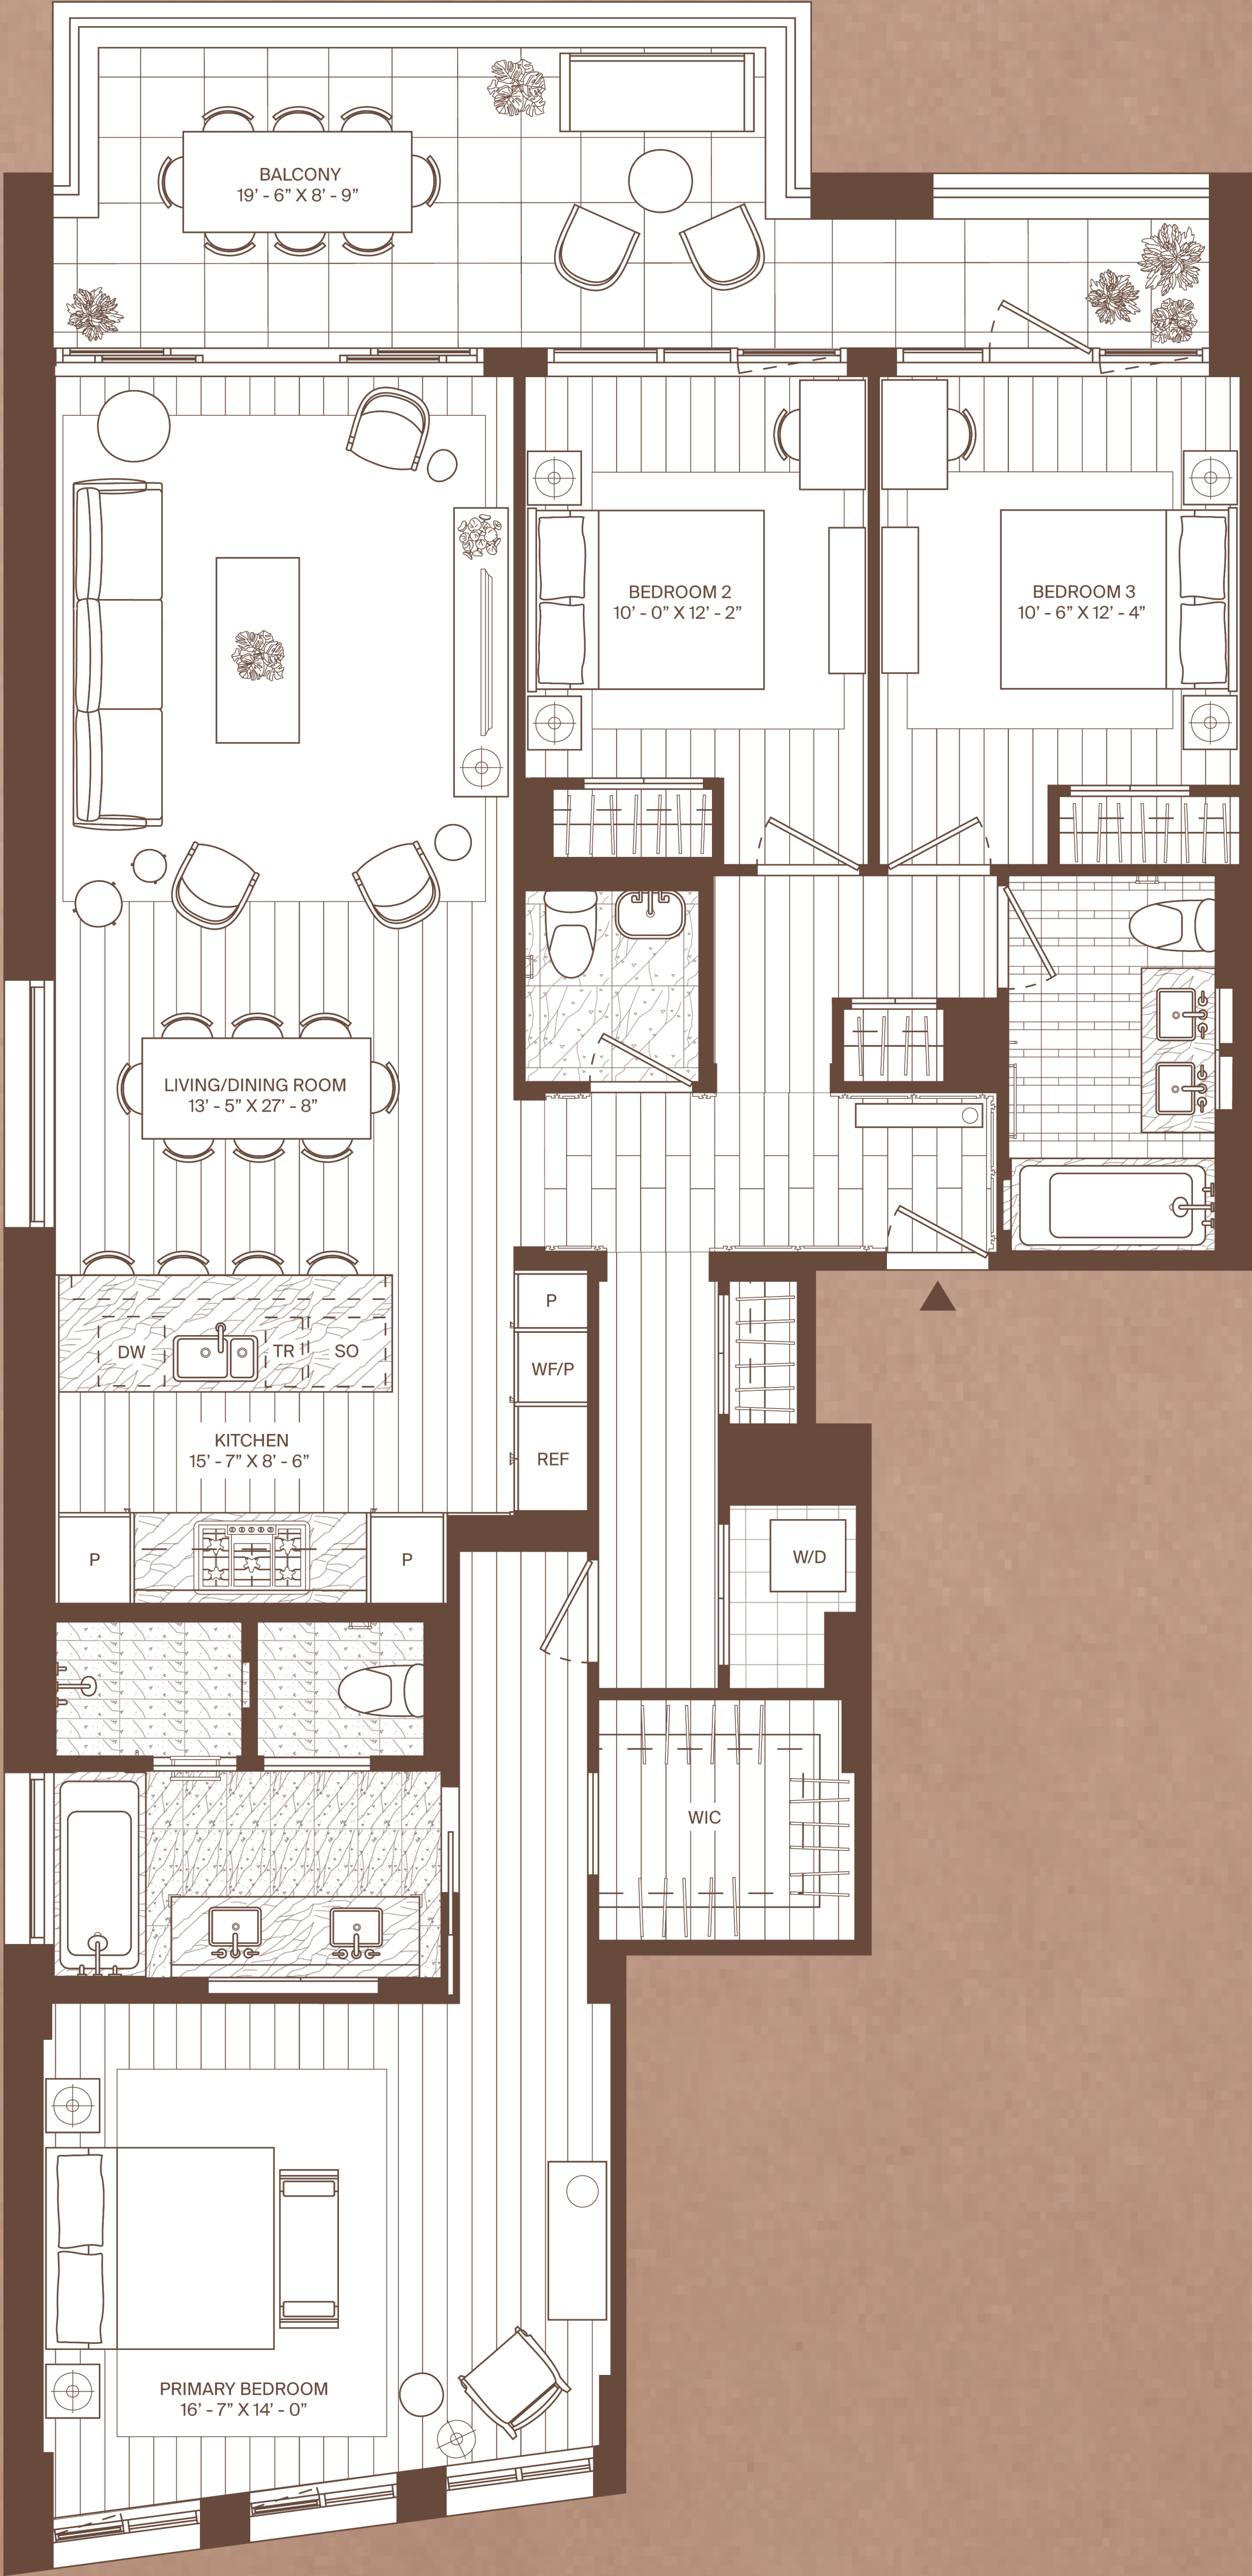 BALCONY
19’ - 6” X 8’ - 9”
BEDROOM 2
10’ - 0” X 12’ - 2”
BEDROOM 3
10’ - 6” X 12’ - 4”
LIVING/DINING ROOM
13’ - 5” X 27’ - 8”
P
DW
TR
SO
WF/P
KITCHEN
15’ - 7” X 8’ - 6”
REF
P
P
W/D
WIC
PRIMARY BEDROOM
16’ - 7” X 14’ - 0”